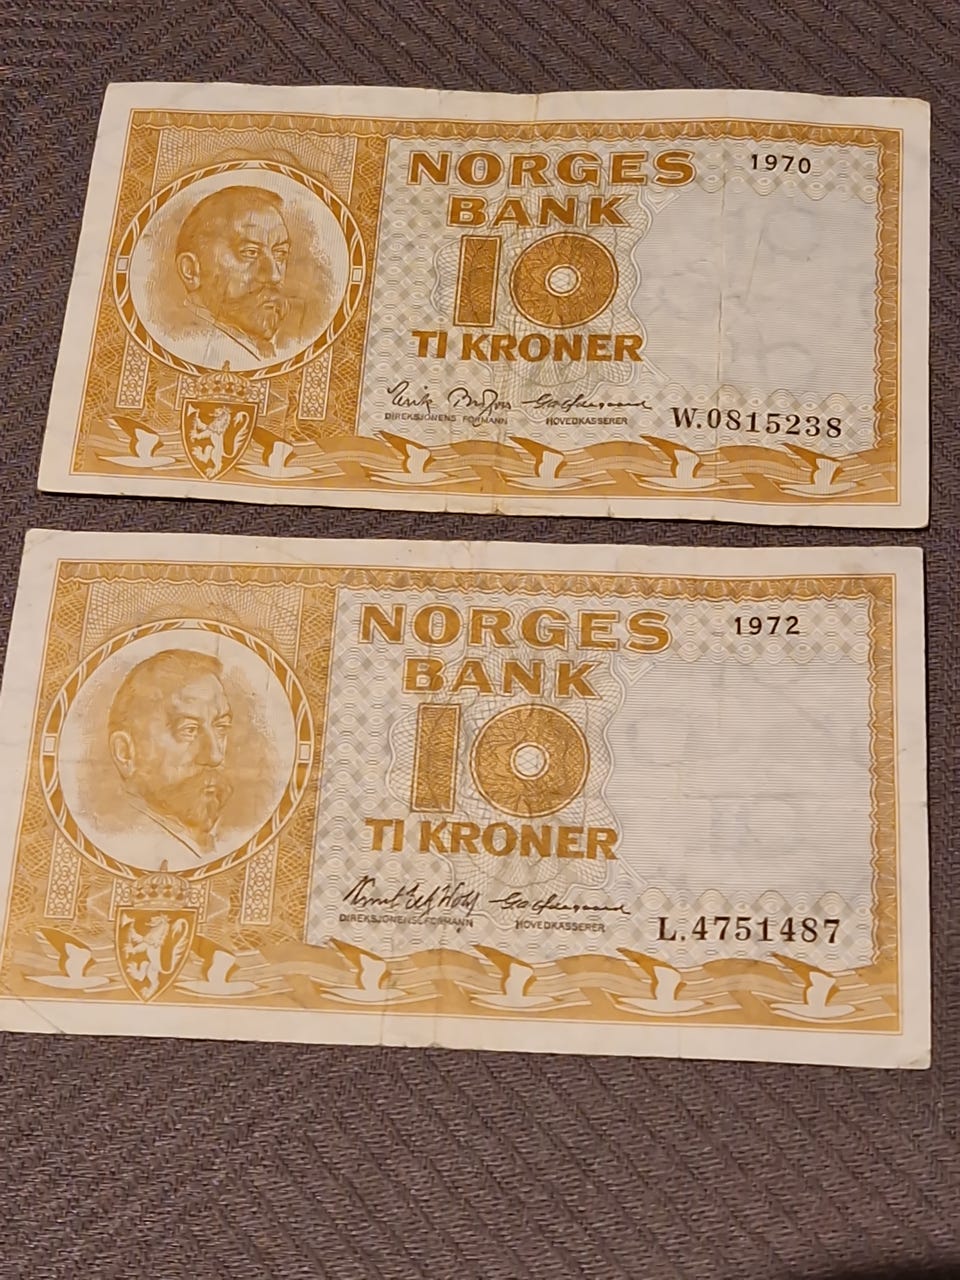 NORGES
1970
BANK
10
TI KRONER
DIREKSJONENS FORMANN
HOVEDKASSERER
W.0815238
NORGES
1972
BANK
10
TI KRONER
DIREKSJONENS FORMANN
HOVEDKASSERER
L.4751487